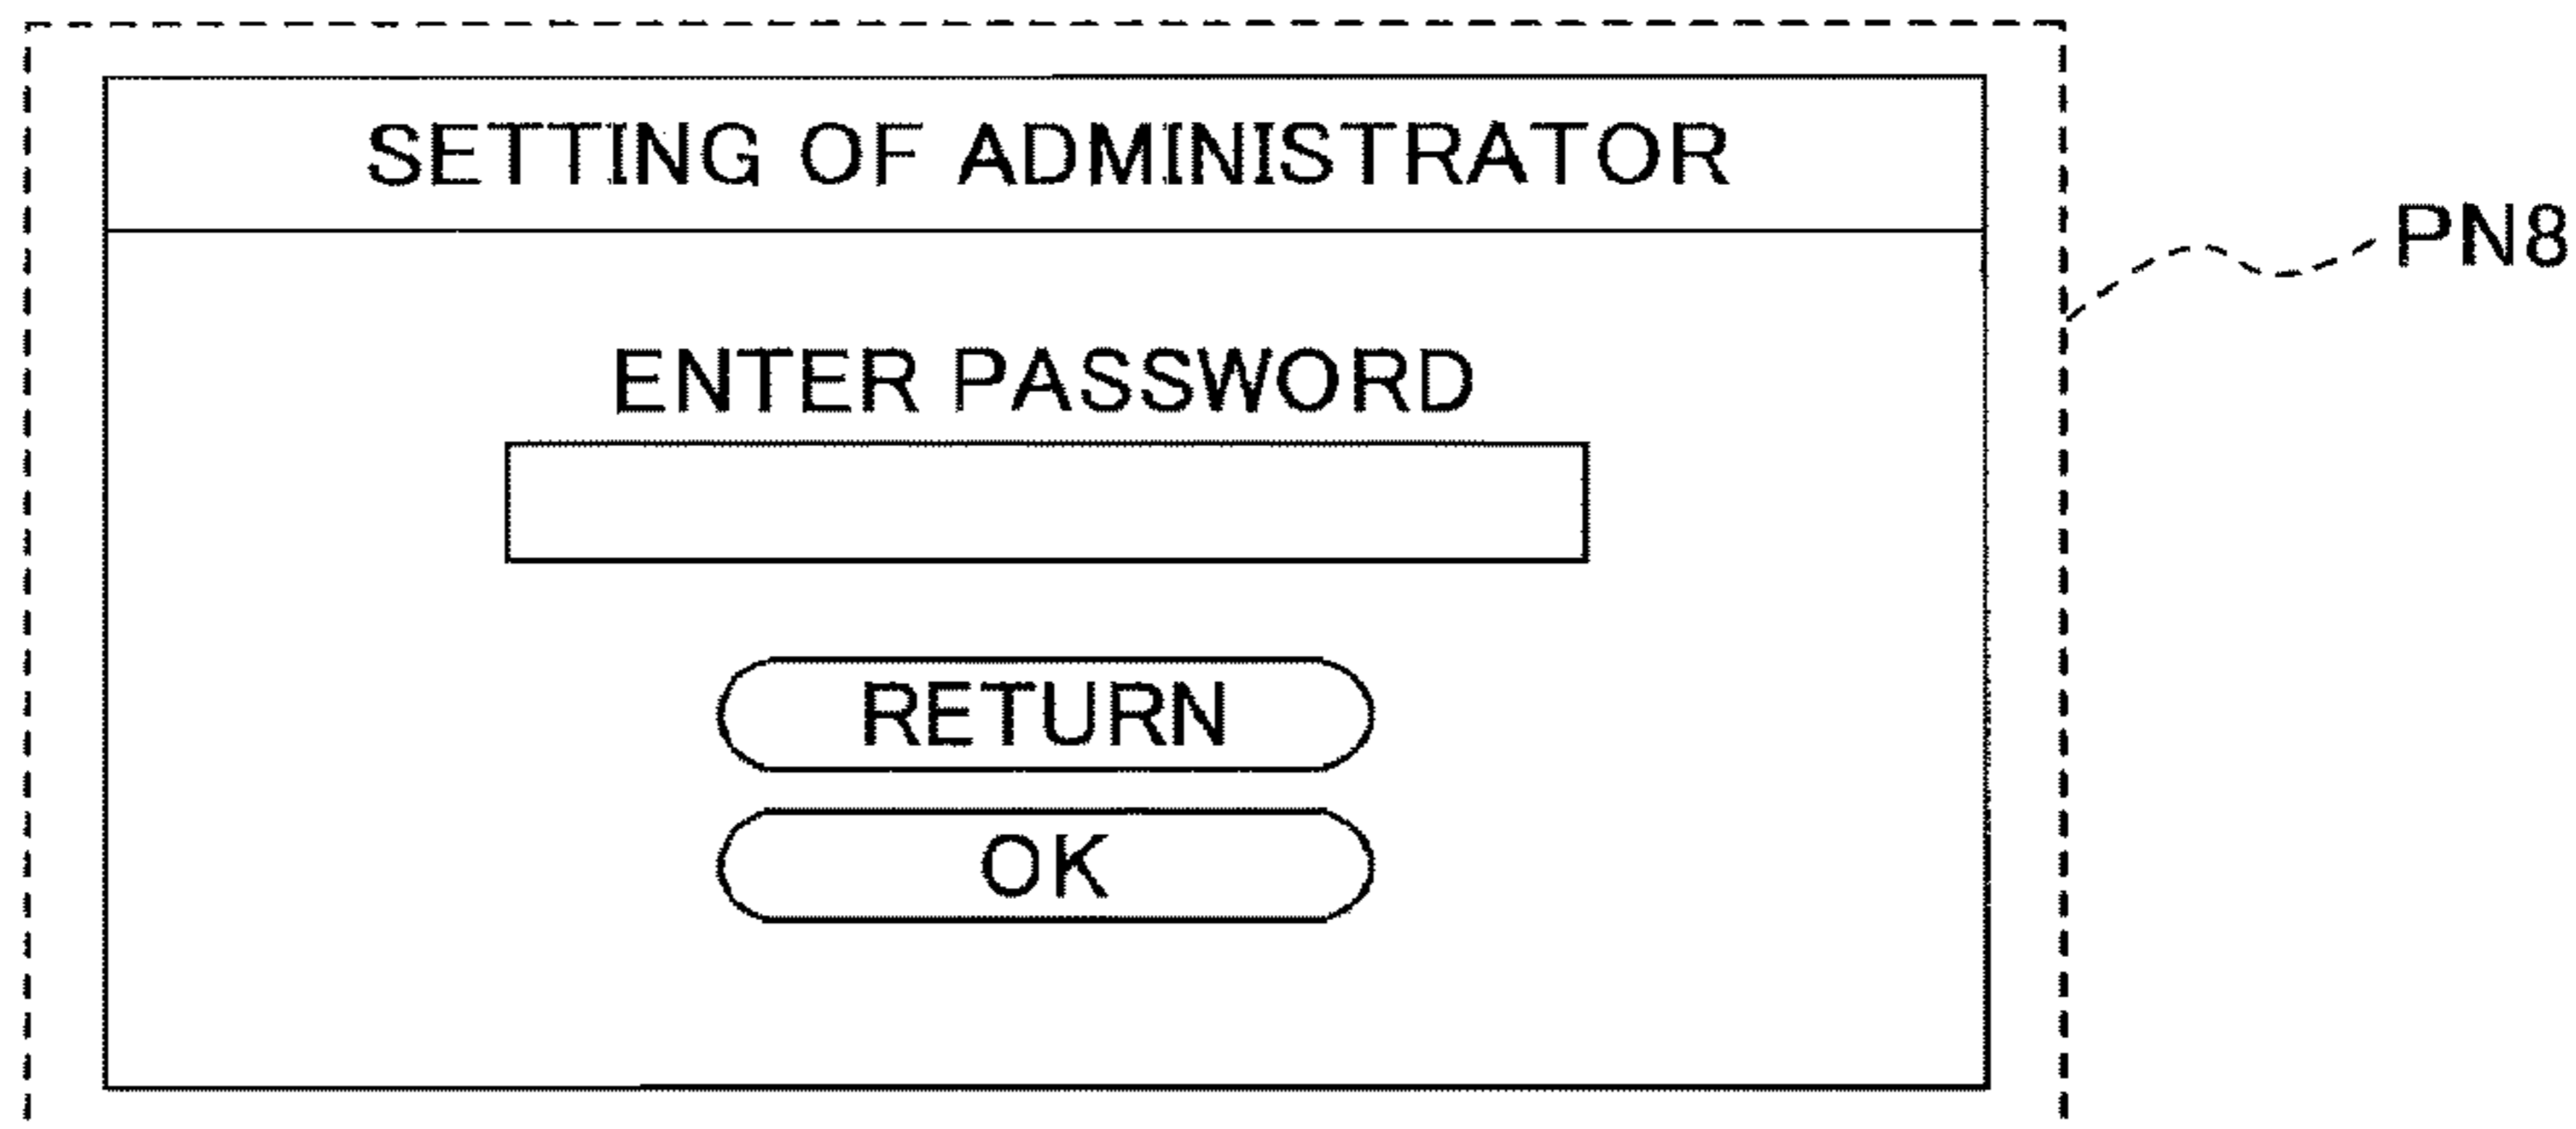 SETTING OF ADMINISTRATOR
PN8
ENTER PASSWORD
RETURN
OK